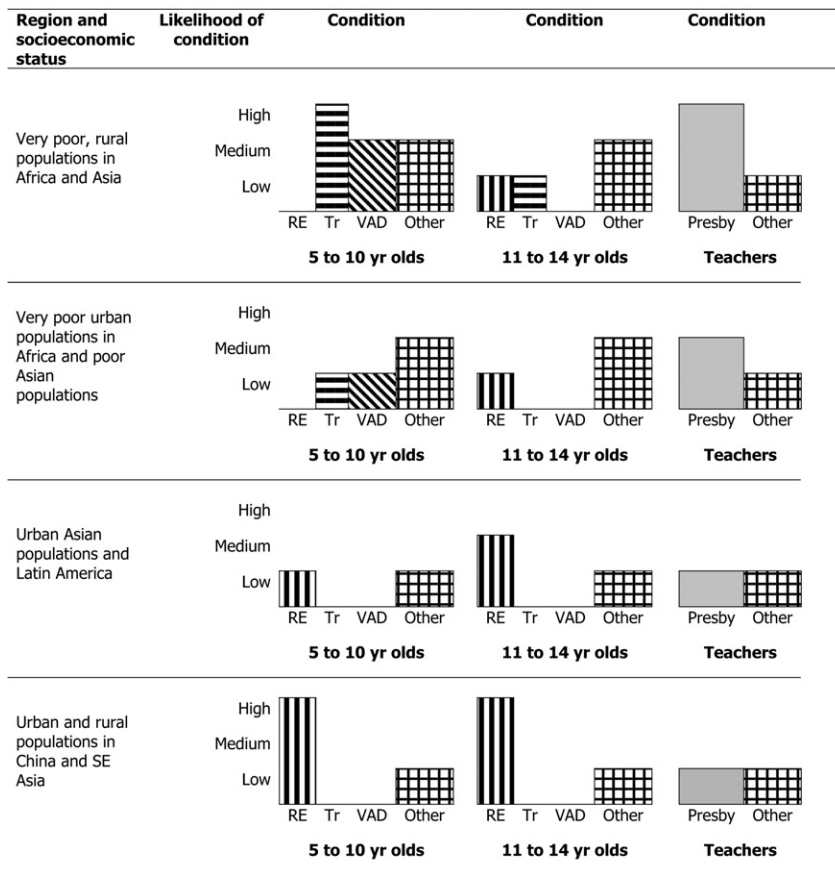 Region and socioeconomic status
Likelihood of condition
Condition
Condition
Condition
Very poor, rural
populations in
Africa and Asia
High
Medium
Low
RE Tr VAD Other
RE Tr VAD Other
Presby Other
5 to 10 yr olds
11 to 14 yr olds
Teachers
Very poor urban
populations in
Africa and poor
Asian
populations
High
Medium
Low
RE Tr VAD Other
RE Tr VAD Other
Presby Other
5 to 10 yr olds
11 to 14 yr olds
Teachers
Urban Asian
populations and
Latin America
High
Medium
Low
RE Tr VAD Other
RE Tr VAD Other
Presby Other
5 to 10 yr olds
11 to 14 yr olds
Teachers
Urban and rural
populations in
China and SE
Asia
High
Medium
Low
RE Tr VAD Other
RE Tr VAD Other
Presby Other
5 to 10 yr olds
11 to 14 yr olds
Teachers